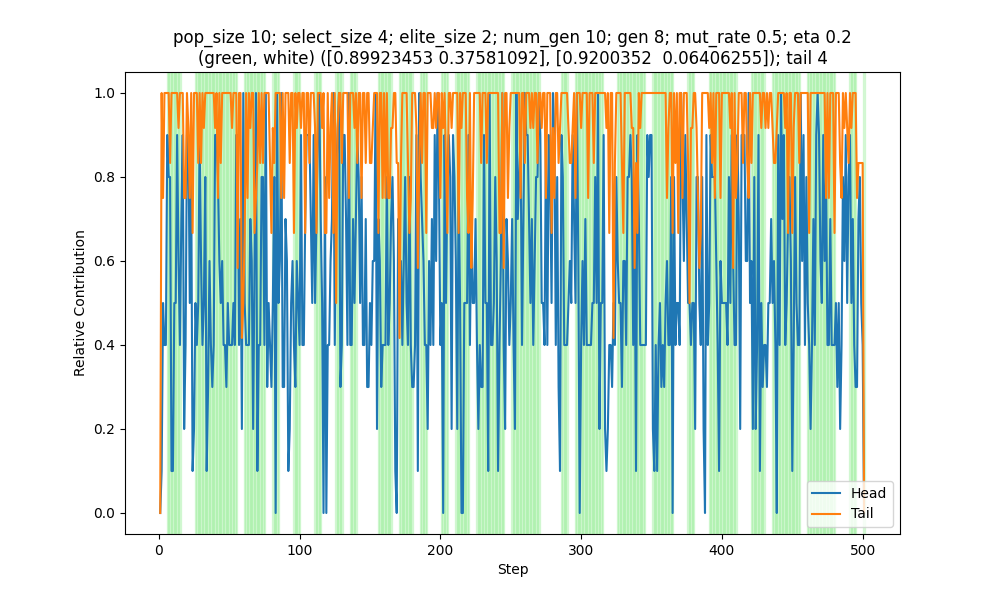 pop_size 10; select_size 4; elite_size 2; num_gen 10; gen 8; mut_rate 0.5; eta 0.2
(green, white) ([0.89923453 0.37581092], [0.9200352  0.06406255]); tail 4
1.0
0.8
0.6
0.4
0.2
0.0
Relative Contribution
Head
Tail
0
100
200
300
400
500
Step